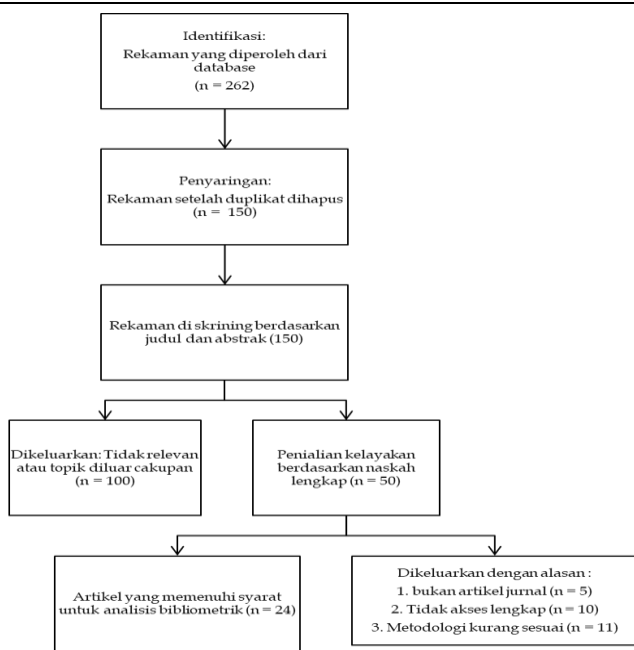 Identifikasi:
Rekaman yang diperoleh dari
database
(n = 262)
Penyaringan:
Rekaman setelah duplikat dihapus
(n = 150)
Rekaman di skrining berdasarkan
judul dan abstrak (150)
Dikeluarkan: Tidak relevan
atau topik diluar cakupan
(n = 100)
Penialian kelayakan
berdasarkan naskah
lengkap (n = 50)
Artikel yang memenuhi syarat
untuk analisis bibliometrik (n = 24)
Dikeluarkan dengan alasan :
1. bukan artikel jurnal (n = 5)
2. Tidak akses lengkap (n = 10)
3. Metodologi kurang sesuai (n = 11)